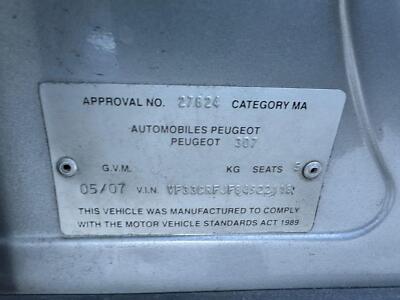 APPROVAL NO. 27624 CATEGORY MA
AUTOMOBILES PEUGEOT
PEUGEOT 307
G.V.M. KG SEATS 5
05/07 V.I.N.
THIS VEHICLE WAS MANUFACTURED TO COMPLY
WITH THE MOTOR VEHICLE STANDARDS ACT 1989